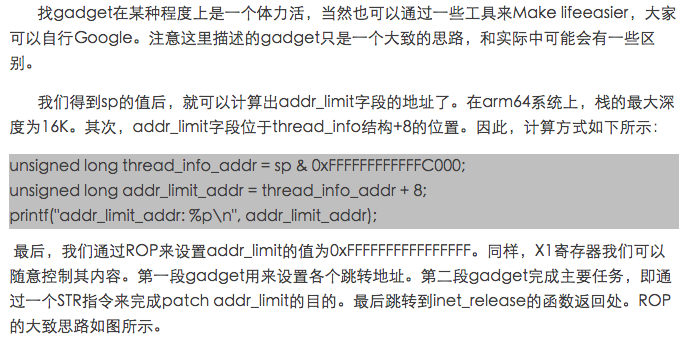 找gadget在某种程度上是一个体力活，当然也可以通过一些工具来Make lifeeasier，大家
可以自行Google。注意这里描述的gadget只是一个大致的思路，和实际中可能会有一些区
别。
我们得到sp的值后，就可以计算出addr_limit字段的地址了。在arm64系统上，栈的最大深
度为16K。其次，addr_limit字段位于thread_info结构+8的位置。因此，计算方式如下所示：
unsigned long thread_info_addr = sp & 0xFFFFFFFFFFFFC000;
unsigned long addr_limit_addr = thread_info_addr + 8;
printf("addr_limit_addr: %p\n", addr_limit_addr);
最后，我们通过ROP来设置addr_limit的值为0xFFFFFFFFFFFFFFFF。同样，X1寄存器我们可以
随意控制其内容。第一段gadget用来设置各个跳转地址。第二段gadget完成主要任务，即通
过一个STR指令来完成patch addr_limit的目的。最后跳转到inet_release的函数返回处。ROP
的大致思路如图所示。